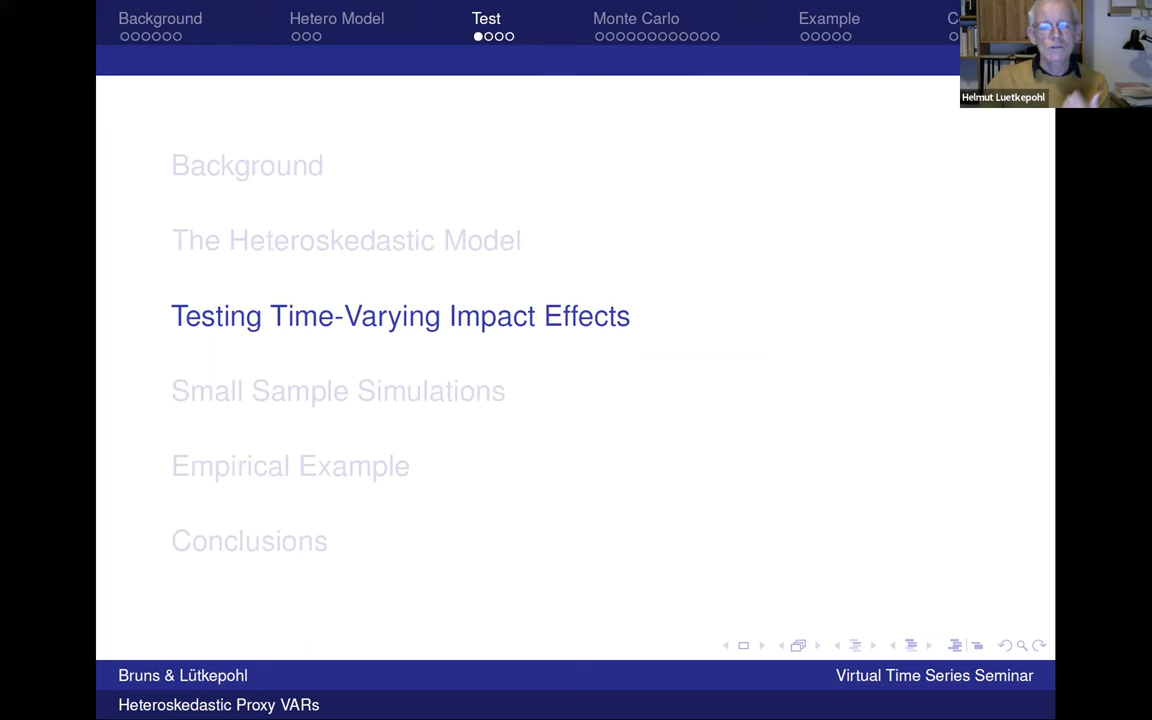 Background Hetero Model Test Monte Carlo Example C
Helmut Luetkepohl
Background
The Heteroskedastic Model
Testing Time-Varying Impact Effects
Small Sample Simulations
Empirical Example
Conclusions
Bruns & Lütkepohl Virtual Time Series Seminar
Heteroskedastic Proxy VARs